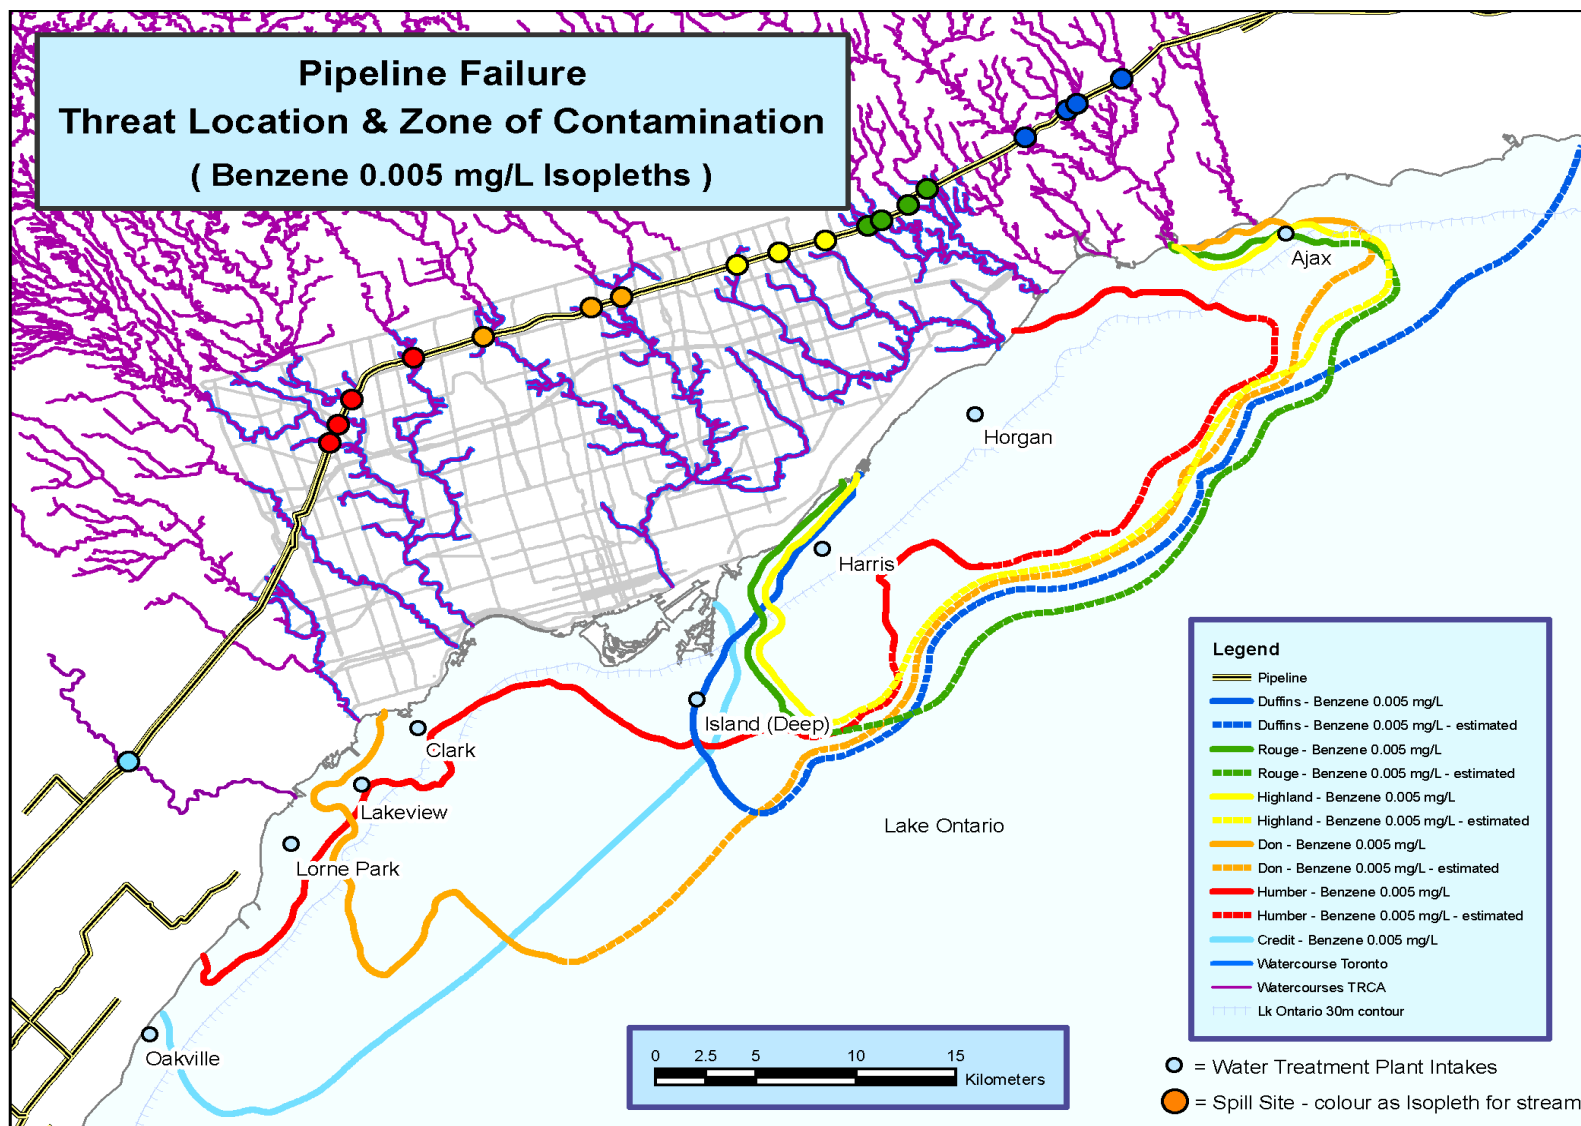 Pipeline Failure
Threat Location & Zone of Contamination
( Benzene 0.005 mg/L Isopleths )
Ajax
Horgan
Harris
Island (Deep)
Clark
Lakeview
Lorne Park
Oakville
Lake Ontario
Legend
Pipeline
Duffins - Benzene 0.005 mg/L
Duffins - Benzene 0.005 mg/L - estimated
Rouge - Benzene 0.005 mg/L
Rouge - Benzene 0.005 mg/L - estimated
Highland - Benzene 0.005 mg/L
Highland - Benzene 0.005 mg/L - estimated
Don - Benzene 0.005 mg/L
Don - Benzene 0.005 mg/L - estimated
Humber - Benzene 0.005 mg/L
Humber - Benzene 0.005 mg/L - estimated
Credit - Benzene 0.005 mg/L
Watercourse Toronto
Watercourses TRCA
Lk Ontario 30m contour
0 2.5 5 10 15
Kilometers
= Water Treatment Plant Intakes
= Spill Site - colour as Isopleth for stream